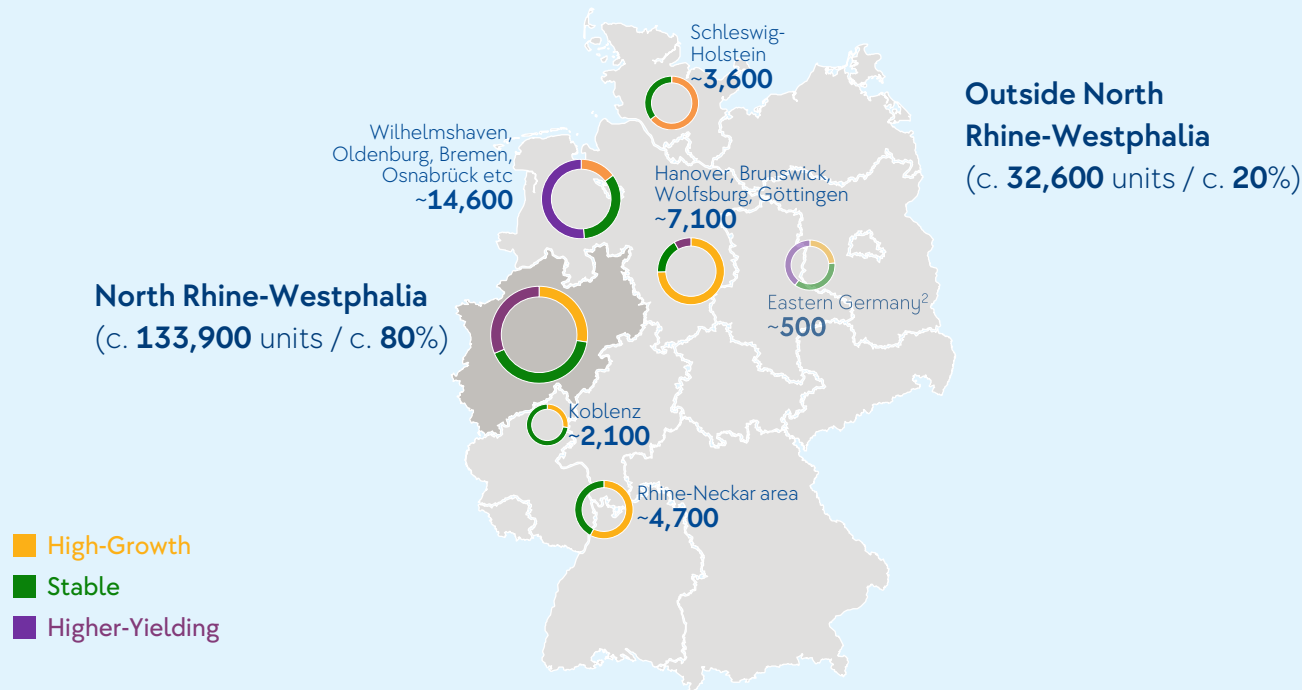 Schleswig-
Holstein
~3,600
Outside North
Rhine-Westphalia
(c. 32,600 units / c. 20%)
Wilhelmshaven,
Oldenburg, Bremen,
Osnabrück etc
~14,600
Hanover, Brunswick,
Wolfsburg, Göttingen
~7,100
North Rhine-Westphalia
(c. 133,900 units / c. 80%)
Eastern Germany²
~500
Koblenz
~2,100
Rhine-Neckar area
~4,700
High-Growth
Stable
Higher-Yielding